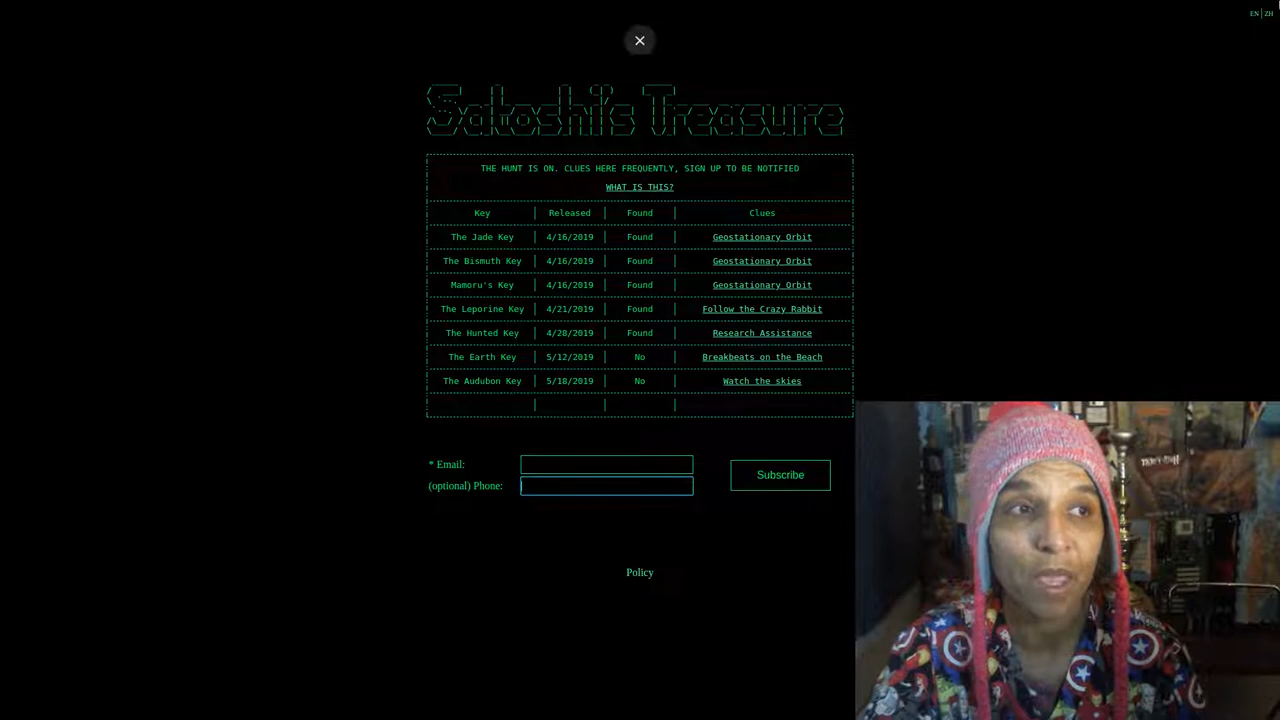 EN | ZH
Satoshi's Treasure
THE HUNT IS ON. CLUES HERE FREQUENTLY, SIGN UP TO BE NOTIFIED
WHAT IS THIS?
Key | Released | Found | Clues
The Jade Key | 4/16/2019 | Found | Geostationary Orbit
The Bismuth Key | 4/16/2019 | Found | Geostationary Orbit
Mamoru's Key | 4/16/2019 | Found | Geostationary Orbit
The Leporine Key | 4/21/2019 | Found | Follow the Crazy Rabbit
The Hunted Key | 4/28/2019 | Found | Research Assistance
The Earth Key | 5/12/2019 | No | Breakbeats on the Beach
The Audubon Key | 5/18/2019 | No | Watch the skies
* Email:
Subscribe
(optional) Phone:
Policy